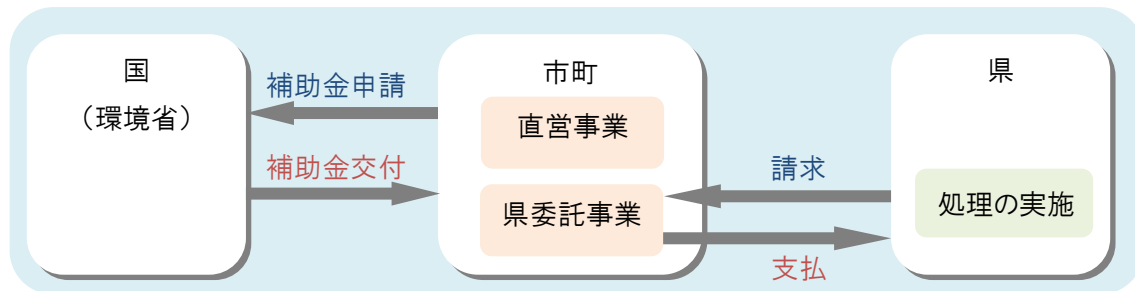 国
（環境省）
補助金申請
補助金交付
市町
直営事業
県委託事業
請求
支払
県
処理の実施